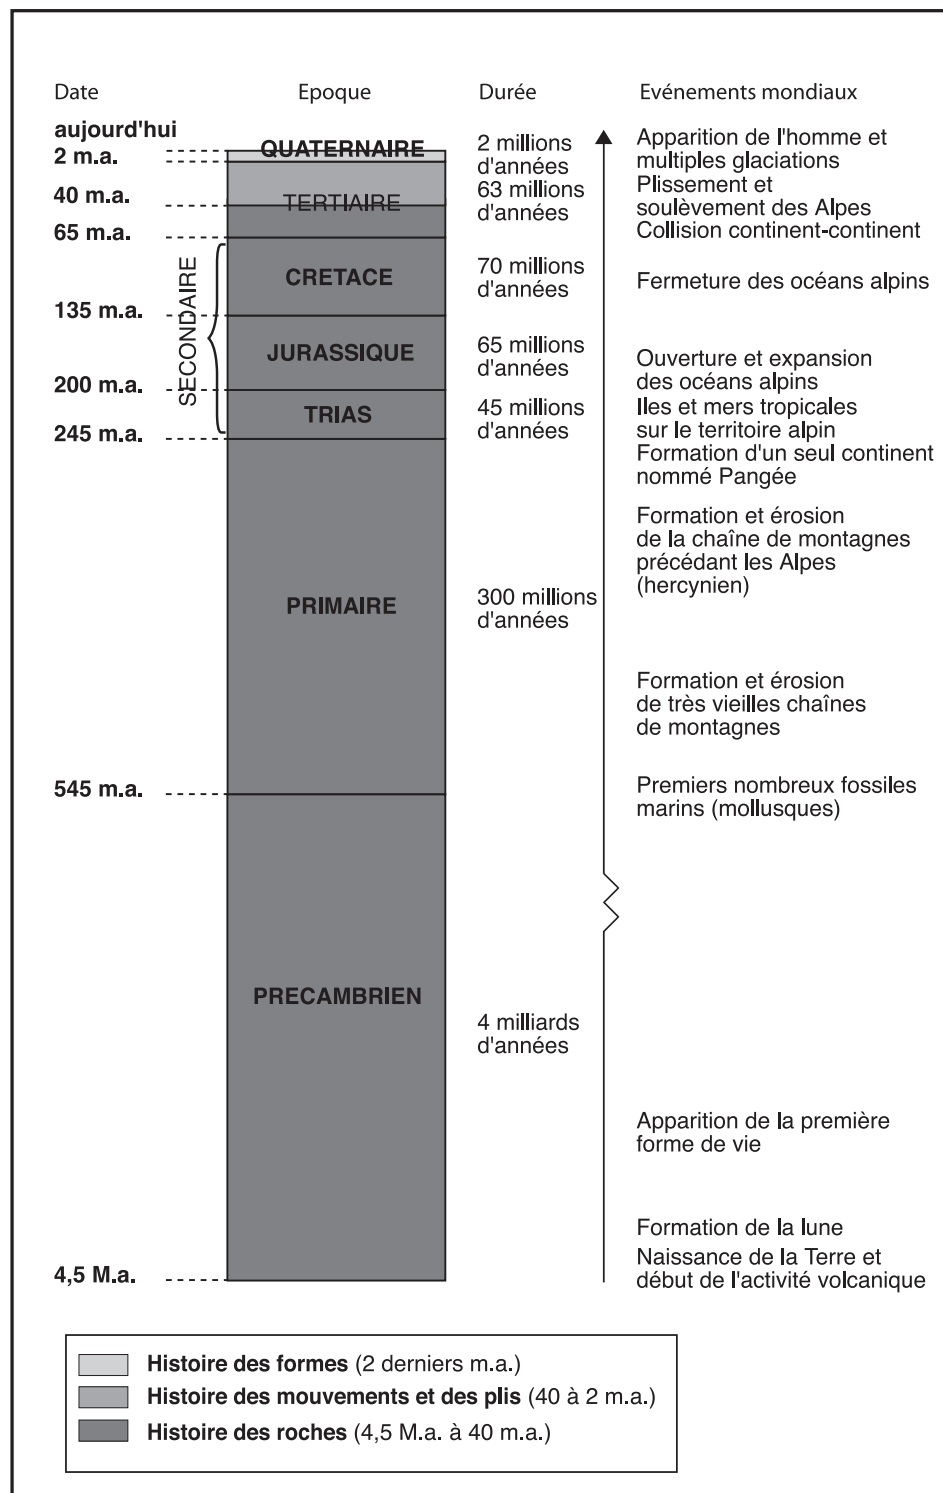 Date Epoque Durée Evénements mondiaux
aujourd'hui
2 m.a.
40 m.a.
65 m.a.
135 m.a.
200 m.a.
245 m.a.
545 m.a.
4,5 M.a.
SECONDAIRE
QUATERNAIRE
TERTIAIRE
CRETACE
JURASSIQUE
TRIAS
PRIMAIRE
PRECAMBRIEN
2 millions
d'années
63 millions
d'années
70 millions
d'années
65 millions
d'années
45 millions
d'années
300 millions
d'années
4 milliards
d'années
Apparition de l'homme et
multiples glaciations
Plissement et
soulèvement des Alpes
Collision continent-continent
Fermeture des océans alpins
Ouverture et expansion
des océans alpins
Iles et mers tropicales
sur le territoire alpin
Formation d'un seul continent
nommé Pangée
Formation et érosion
de la chaîne de montagnes
précédant les Alpes
(hercynien)
Formation et érosion
de très vieilles chaînes
de montagnes
Premiers nombreux fossiles
marins (mollusques)
Apparition de la première
forme de vie
Formation de la lune
Naissance de la Terre et
début de l'activité volcanique
Histoire des formes (2 derniers m.a.)
Histoire des mouvements et des plis (40 à 2 m.a.)
Histoire des roches (4,5 M.a. à 40 m.a.)